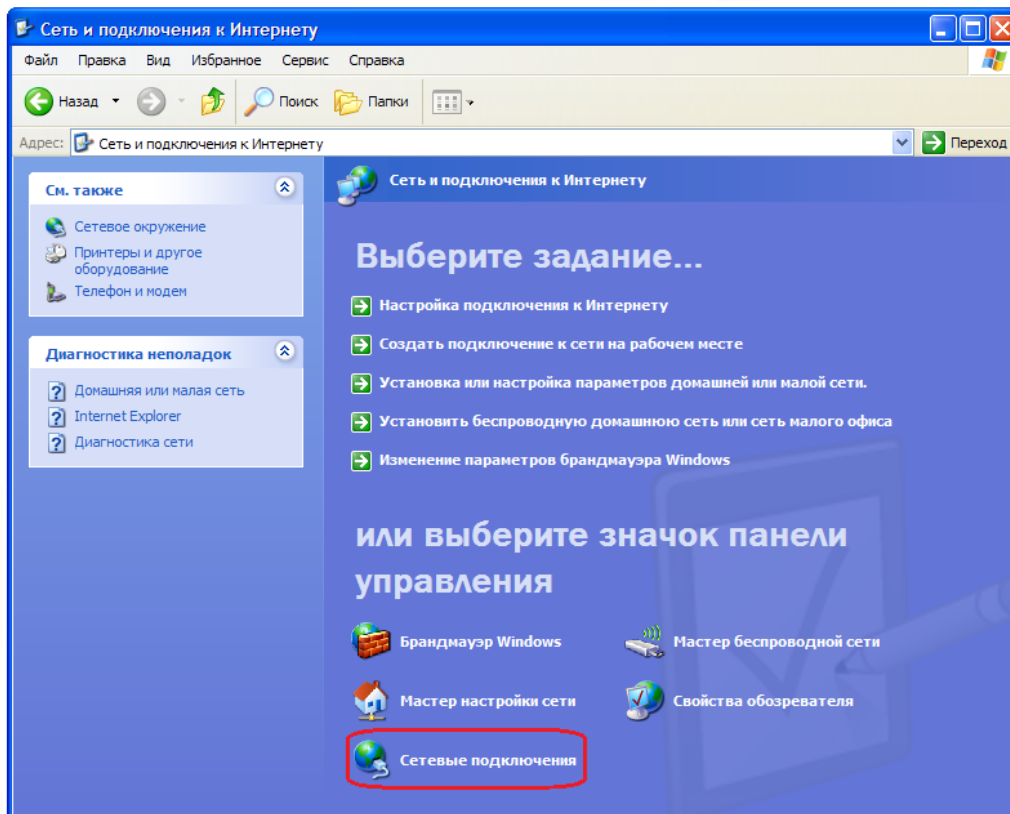 Сеть и подключения к Интернету
Файл Правка Вид Избранное Сервис Справка
Назад Поиск Папки
Адрес: Сеть и подключения к Интернету Переход
См. также
Сетевое окружение
Принтеры и другое
оборудование
Телефон и модем
Диагностика неполадок
Домашняя или малая сеть
Internet Explorer
Диагностика сети
Сеть и подключения к Интернету
Выберите задание...
Настройка подключения к Интернету
Создать подключение к сети на рабочем месте
Установка или настройка параметров домашней или малой сети.
Установить беспроводную домашнюю сеть или сеть малого офиса
Изменение параметров брандмауэра Windows
или выберите значок панели
управления
Брандмауэр Windows Мастер беспроводной сети
Мастер настройки сети Свойства обозревателя
Сетевые подключения